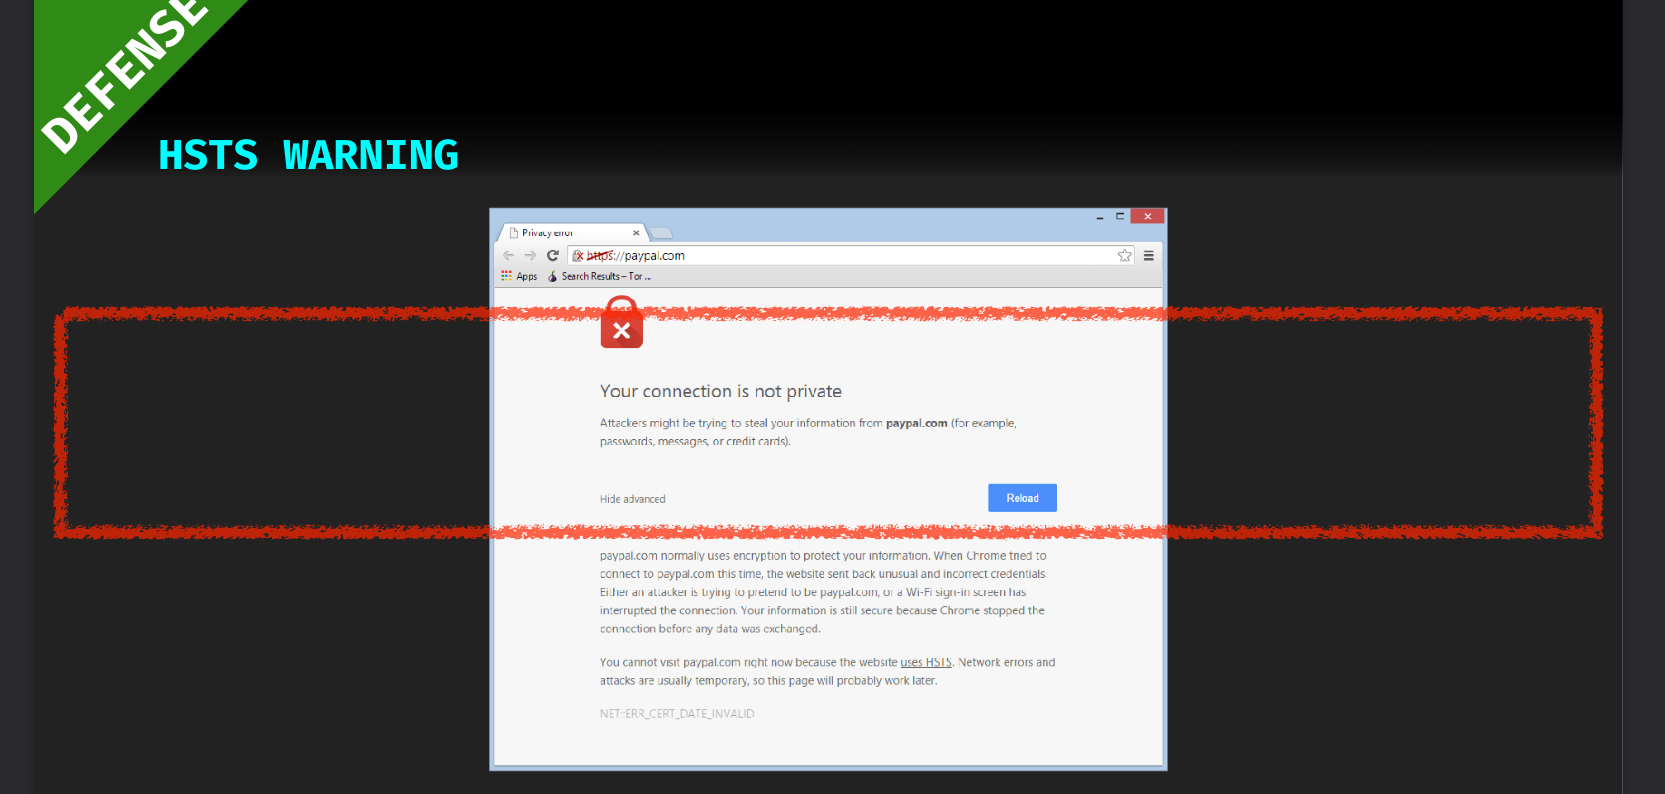 DEFENSE
HSTS WARNING
Privacy error
https://paypal.com
Apps
Search Results – Tor ...
Your connection is not private
Attackers might be trying to steal your information from paypal.com (for example,
passwords, messages, or credit cards).
Hide advanced
Reload
paypal.com normally uses encryption to protect your information. When Chrome tried to
connect to paypal.com this time, the website sent back unusual and incorrect credentials.
Either an attacker is trying to pretend to be paypal.com, or a Wi-Fi sign-in screen has
interrupted the connection. Your information is still secure because Chrome stopped the
connection before any data was exchanged.
You cannot visit paypal.com right now because the website uses HSTS. Network errors and
attacks are usually temporary, so this page will probably work later.
NET::ERR_CERT_DATE_INVALID